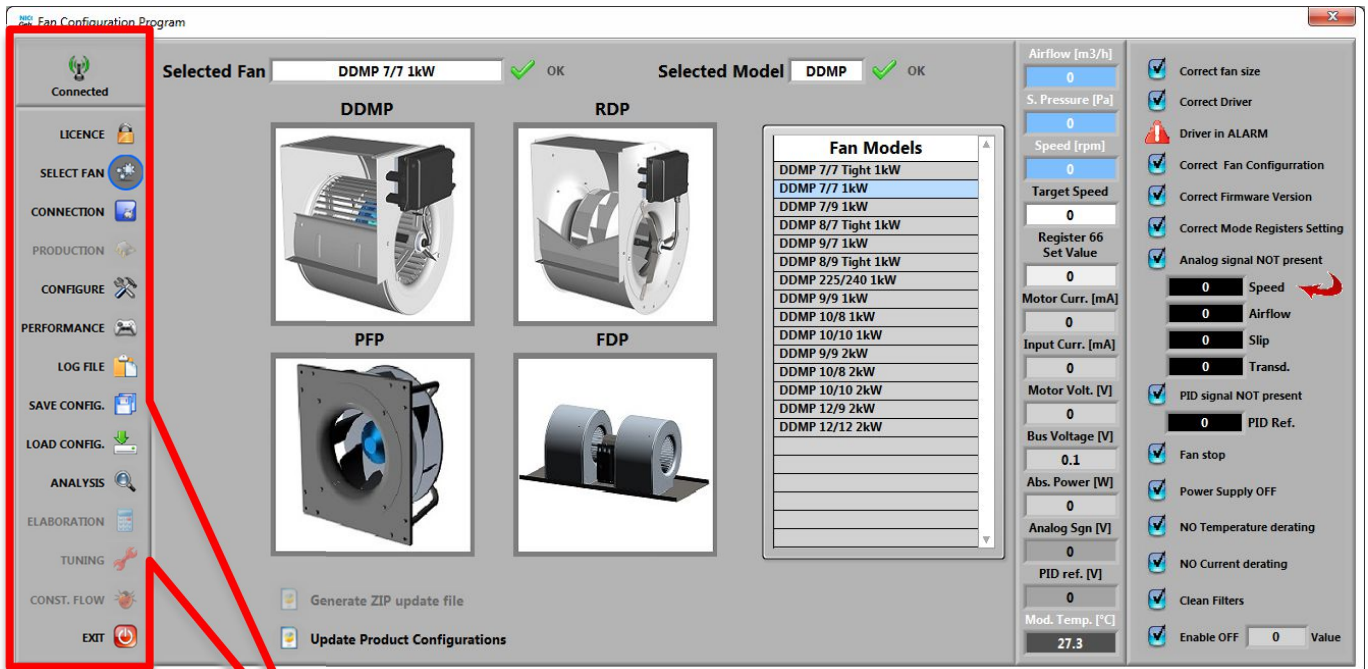 NICI Geb Fan Configuration Program
Connected
LICENCE
SELECT FAN
CONNECTION
PRODUCTION
CONFIGURE
PERFORMANCE
LOG FILE
SAVE CONFIG.
LOAD CONFIG.
ANALYSIS
ELABORATION
TUNING
CONST. FLOW
EXIT
Selected Fan DDMP 7/7 1kW OK Selected Model DDMP OK
DDMP RDP
PFP FDP
Fan Models
DDMP 7/7 Tight 1kW
DDMP 7/7 1kW
DDMP 7/9 1kW
DDMP 8/7 Tight 1kW
DDMP 9/7 1kW
DDMP 8/9 Tight 1kW
DDMP 225/240 1kW
DDMP 9/9 1kW
DDMP 10/8 1kW
DDMP 10/10 1kW
DDMP 9/9 2kW
DDMP 10/8 2kW
DDMP 10/10 2kW
DDMP 12/9 2kW
DDMP 12/12 2kW
Generate ZIP update file
Update Product Configurations
Airflow [m3/h]
0
S. Pressure [Pa]
0
Speed [rpm]
0
Target Speed
0
Register 66
Set Value
0
Motor Curr. [mA]
0
Input Curr. [mA]
0
Motor Volt. [V]
0
Bus Voltage [V]
0.1
Abs. Power [W]
0
Analog Sgn [V]
0
PID ref. [V]
0
Mod. Temp. [°C]
27.3
Correct fan size
Correct Driver
Driver in ALARM
Correct Fan Configurration
Correct Firmware Version
Correct Mode Registers Setting
Analog signal NOT present
0 Speed
0 Airflow
0 Slip
0 Transd.
PID signal NOT present
0 PID Ref.
Fan stop
Power Supply OFF
NO Temperature derating
NO Current derating
Clean Filters
Enable OFF 0 Value